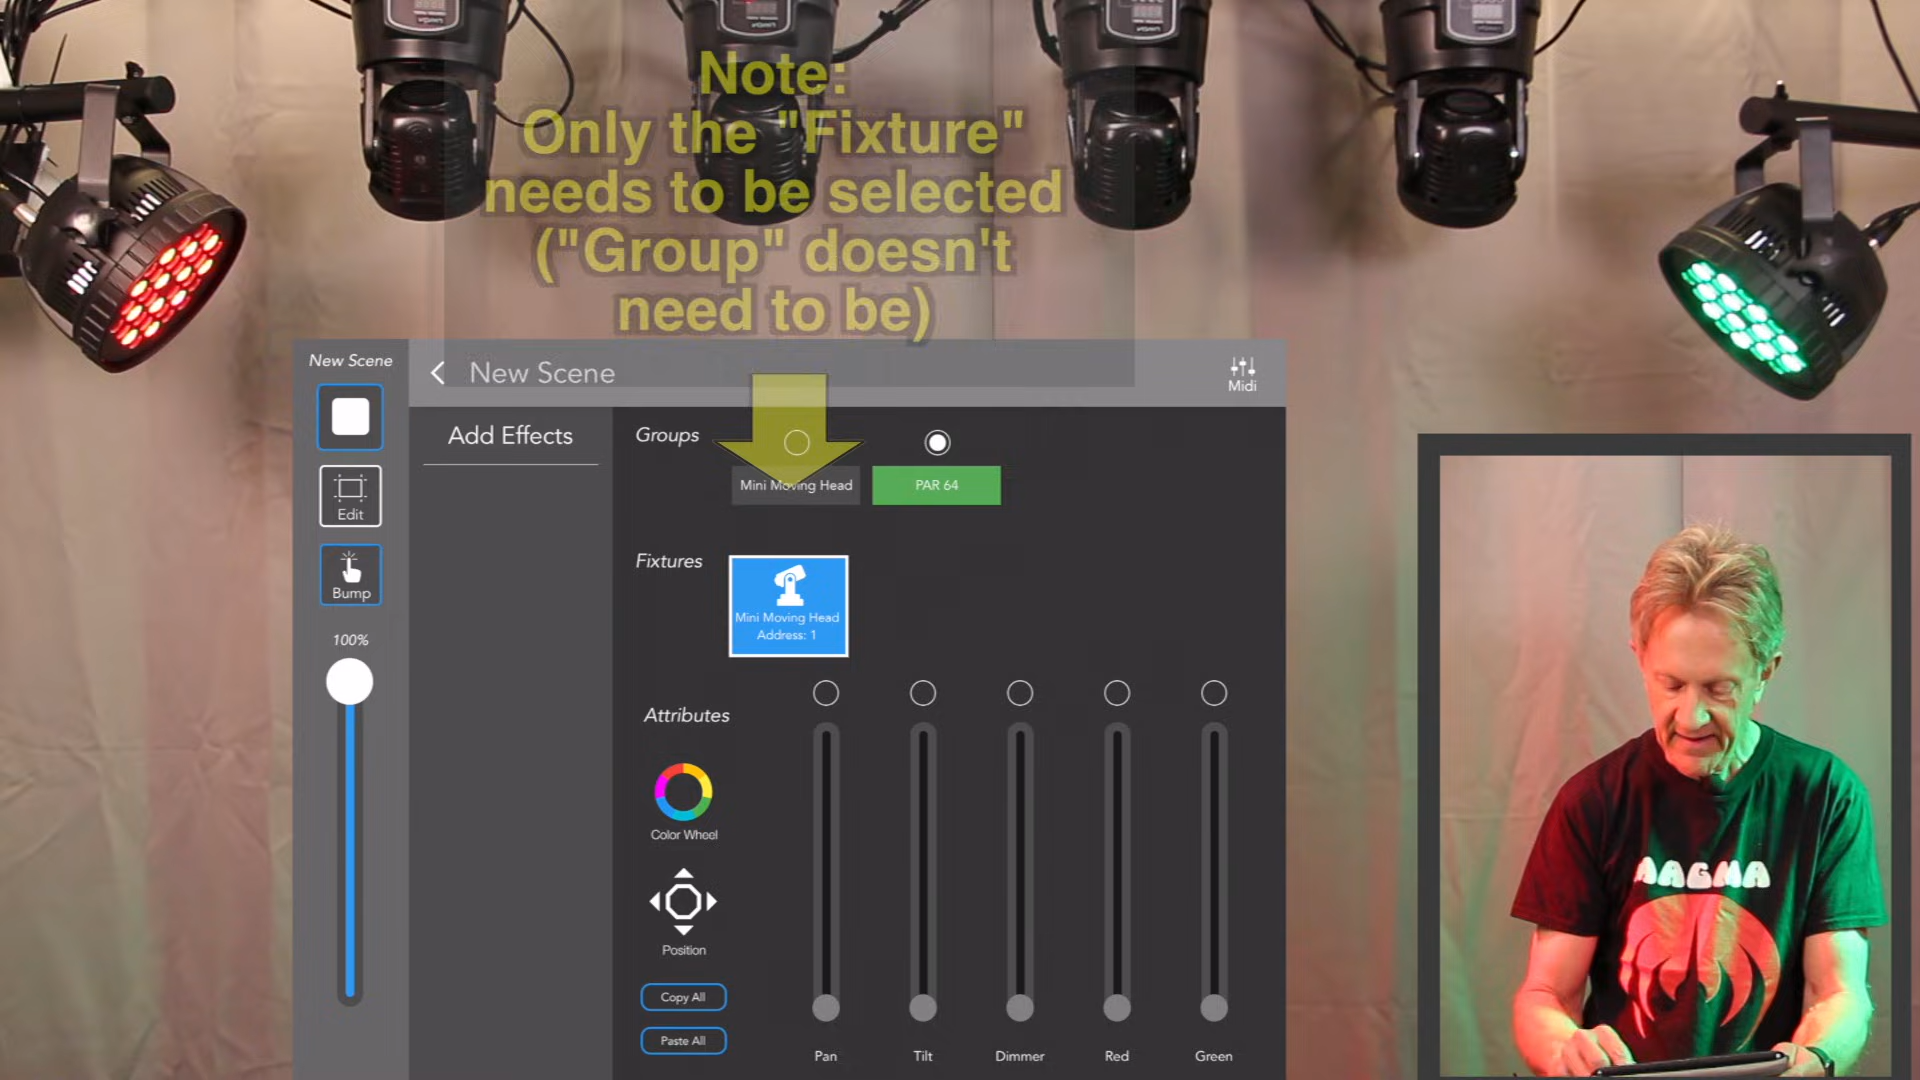 Note:
Only the "Fixture"
needs to be selected
("Group" doesn't
need to be)
New Scene
New Scene
Midi
Add Effects
Groups
Mini Moving Head
PAR 64
Edit
Bump
Fixtures
Mini Moving Head
Address: 1
100%
Attributes
Color Wheel
Position
Copy All
Paste All
Pan
Tilt
Dimmer
Red
Green